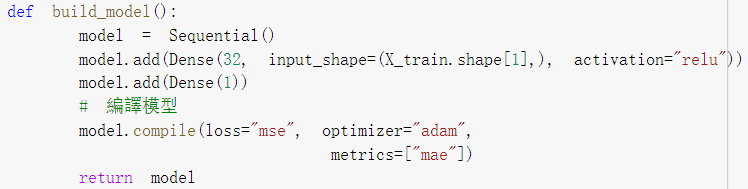 def build_model():
model = Sequential()
model.add(Dense(32, input_shape=(X_train.shape[1],), activation="relu"))
model.add(Dense(1))
# 編譯模型
model.compile(loss="mse", optimizer="adam",
metrics=["mae"])
return model